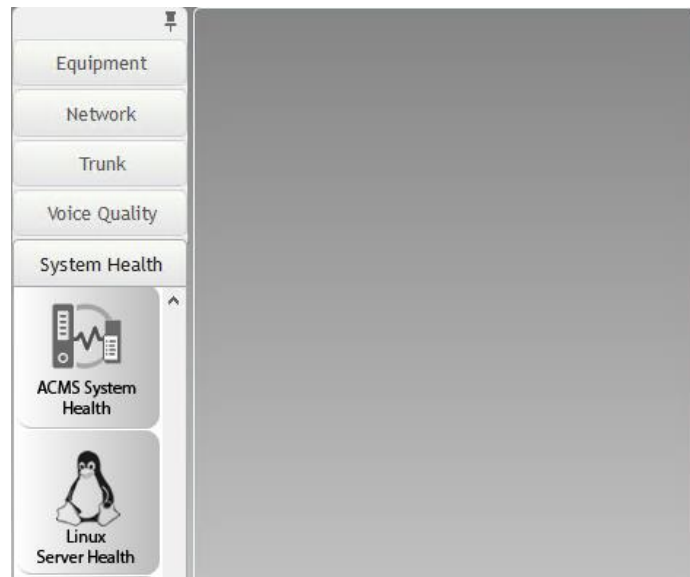 Equipment
Network
Trunk
Voice Quality
System Health
ACMS System
Health
Linux
Server Health